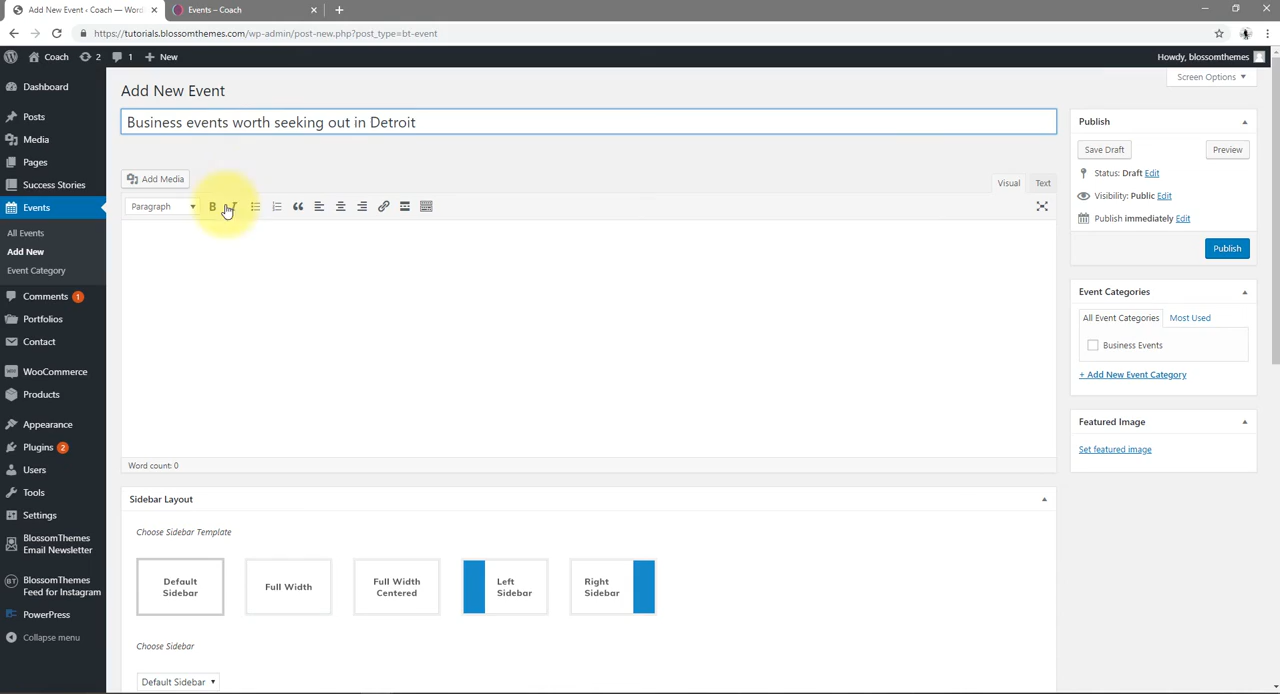 Add New Event ‹ Coach — Word ×
Events – Coach ×
https://tutorials.blossomthemes.com/wp-admin/post-new.php?post_type=bt-event
Coach 2 1 New
Howdy, blossomthemes
Screen Options
Dashboard
Posts
Media
Pages
Success Stories
Events
All Events
Add New
Event Category
Comments 1
Portfolios
Contact
WooCommerce
Products
Appearance
Plugins 2
Users
Tools
Settings
BlossomThemes
Email Newsletter
BlossomThemes
Feed for Instagram
PowerPress
Collapse menu
Add New Event
Business events worth seeking out in Detroit
Add Media
Visual Text
Paragraph B I
Word count: 0
Sidebar Layout
Choose Sidebar Template
Default
Sidebar
Full Width
Full Width
Centered
Left
Sidebar
Right
Sidebar
Choose Sidebar
Default Sidebar
Publish
Save Draft Preview
Status: Draft Edit
Visibility: Public Edit
Publish immediately Edit
Publish
Event Categories
All Event Categories Most Used
Business Events
+ Add New Event Category
Featured Image
Set featured image